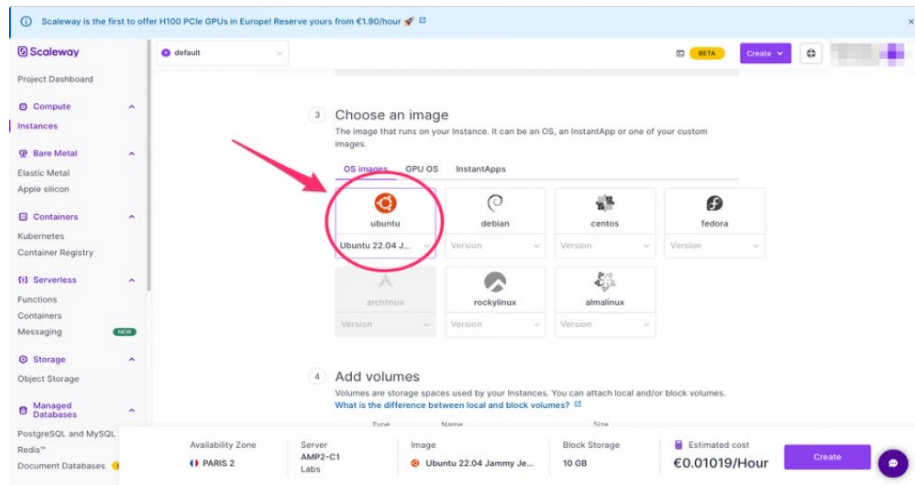 Scaleway is the first to offer H100 PCIe GPUs in Europe! Reserve yours from €1.90/hour 🚀
Scaleway
default
BETA
Create
Project Dashboard
Compute
Instances
Bare Metal
Elastic Metal
Apple silicon
Containers
Kubernetes
Container Registry
Serverless
Functions
Containers
Messaging
NEW
Storage
Object Storage
Managed
Databases
PostgreSQL and MySQL
Redis™
Document Databases
3 Choose an image
The image that runs on your Instance. It can be an OS, an InstantApp or one of your custom
images.
OS images GPU OS InstantApps
ubuntu debian centos fedora
Ubuntu 22.04 J... Version Version Version
archlinux rockylinux almalinux
Version Version Version
4 Add volumes
Volumes are storage spaces used by your Instances. You can attach local and/or block volumes.
What is the difference between local and block volumes?
Type Name Size
Availability Zone Server Image Block Storage Estimated cost
PARIS 2 AMP2-C1 Ubuntu 22.04 Jammy Je... 10 GB €0.01019/Hour Create
Labs